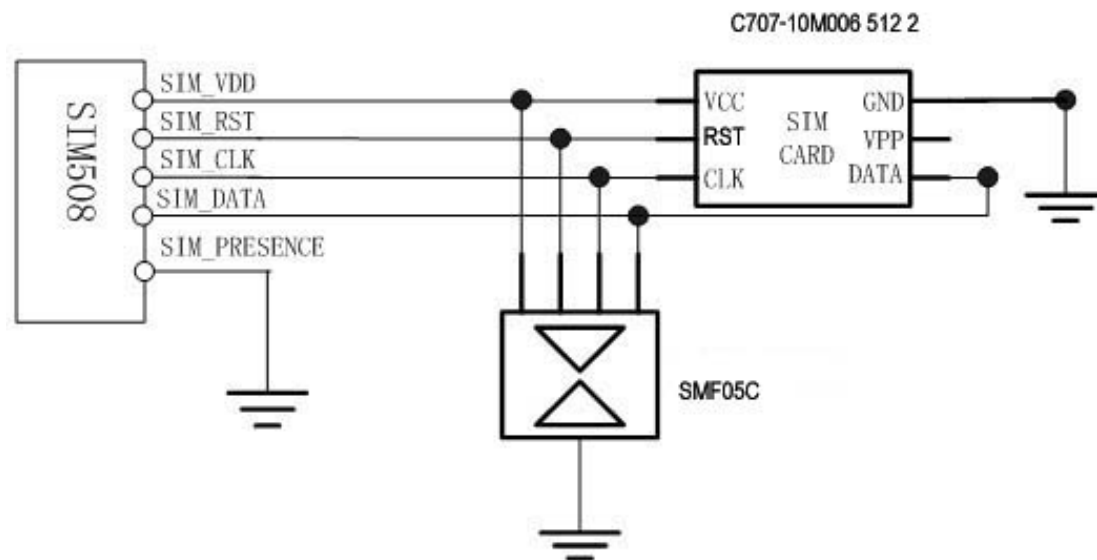 C707-10M006 512 2
SIM508
SIM_VDD
SIM_RST
SIM_CLK
SIM_DATA
SIM_PRESENCE
VCC
RST
CLK
SIM
CARD
GND
VPP
DATA
SMF05C